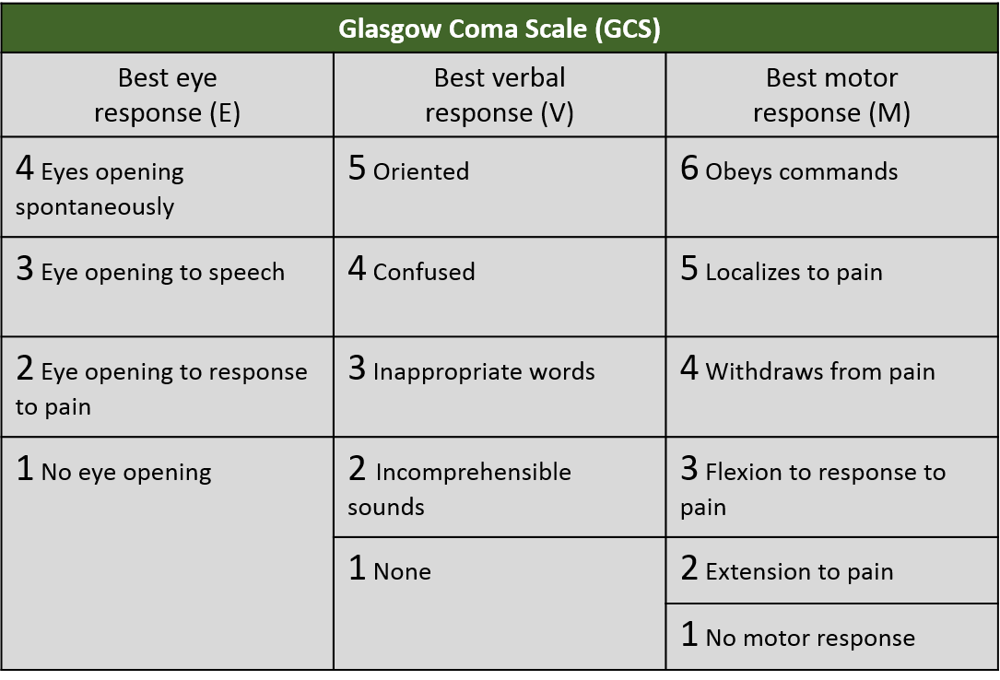 Glasgow Coma Scale (GCS)
Best eye
response (E)
Best verbal
response (V)
Best motor
response (M)
4 Eyes opening
spontaneously
5 Oriented
6 Obeys commands
3 Eye opening to speech
4 Confused
5 Localizes to pain
2 Eye opening to response
to pain
3 Inappropriate words
4 Withdraws from pain
1 No eye opening
2 Incomprehensible
sounds
3 Flexion to response to
pain
1 None
2 Extension to pain
1 No motor response